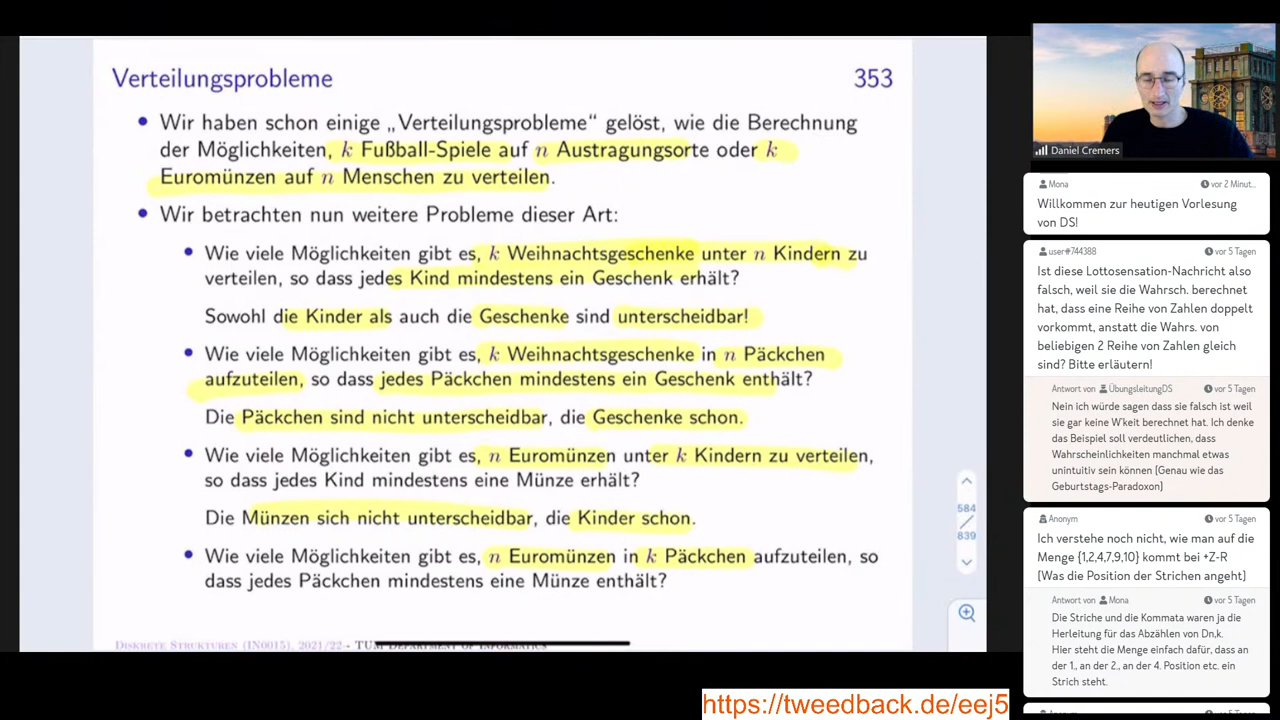 Verteilungsprobleme 353
• Wir haben schon einige „Verteilungsprobleme“ gelöst, wie die Berechnung
der Möglichkeiten, k Fußball-Spiele auf n Austragungsorte oder k
Euromünzen auf n Menschen zu verteilen.
• Wir betrachten nun weitere Probleme dieser Art:
• Wie viele Möglichkeiten gibt es, k Weihnachtsgeschenke unter n Kindern zu
verteilen, so dass jedes Kind mindestens ein Geschenk erhält?
Sowohl die Kinder als auch die Geschenke sind unterscheidbar!
• Wie viele Möglichkeiten gibt es, k Weihnachtsgeschenke in n Päckchen
aufzuteilen, so dass jedes Päckchen mindestens ein Geschenk enthält?
Die Päckchen sind nicht unterscheidbar, die Geschenke schon.
• Wie viele Möglichkeiten gibt es, n Euromünzen unter k Kindern zu verteilen,
so dass jedes Kind mindestens eine Münze erhält?
Die Münzen sich nicht unterscheidbar, die Kinder schon.
• Wie viele Möglichkeiten gibt es, n Euromünzen in k Päckchen aufzuteilen, so
dass jedes Päckchen mindestens eine Münze enthält?
Diskrete Strukturen (IN0015), 2021/22 - TUM Department of Informatics
584
/
839
Daniel Cremers
Mona vor 2 Minut...
Willkommen zur heutigen Vorlesung
von DS!
user#744388 vor 5 Tagen
Ist diese Lottosensation-Nachricht also
falsch, weil sie die Wahrsch. berechnet
hat, dass eine Reihe von Zahlen doppelt
vorkommt, anstatt die Wahrs. von
beliebigen 2 Reihe von Zahlen gleich
sind? Bitte erläutern!
Antwort von ÜbungsleitungDS vor 5 Tagen
Nein ich würde sagen dass sie falsch ist weil
sie gar keine W'keit berechnet hat. Ich denke
das Beispiel soll verdeutlichen, dass
Wahrscheinlichkeiten manchmal etwas
unintuitiv sein können [Genau wie das
Geburtstags-Paradoxon]
Anonym vor 5 Tagen
Ich verstehe noch nicht, wie man auf die
Menge {1,2,4,7,9,10} kommt bei +Z-R
[Was die Position der Strichen angeht]
Antwort von Mona vor 5 Tagen
Die Striche und die Kommata waren ja die
Herleitung für das Abzählen von Dn,k.
Hier steht die Menge einfach dafür, dass an
der 1., an der 2., an der 4. Position etc. ein
Strich steht.
https://tweedback.de/eej5